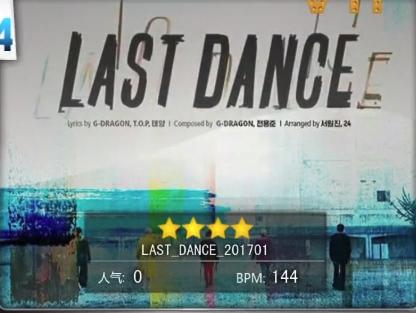 4
LAST DANCE
Lyrics by G-DRAGON, T.O.P, 태양 I Composed by G-DRAGON, 전용준 I Arranged by 서원진, 24
LAST_DANCE_201701
人气: 0 BPM: 144